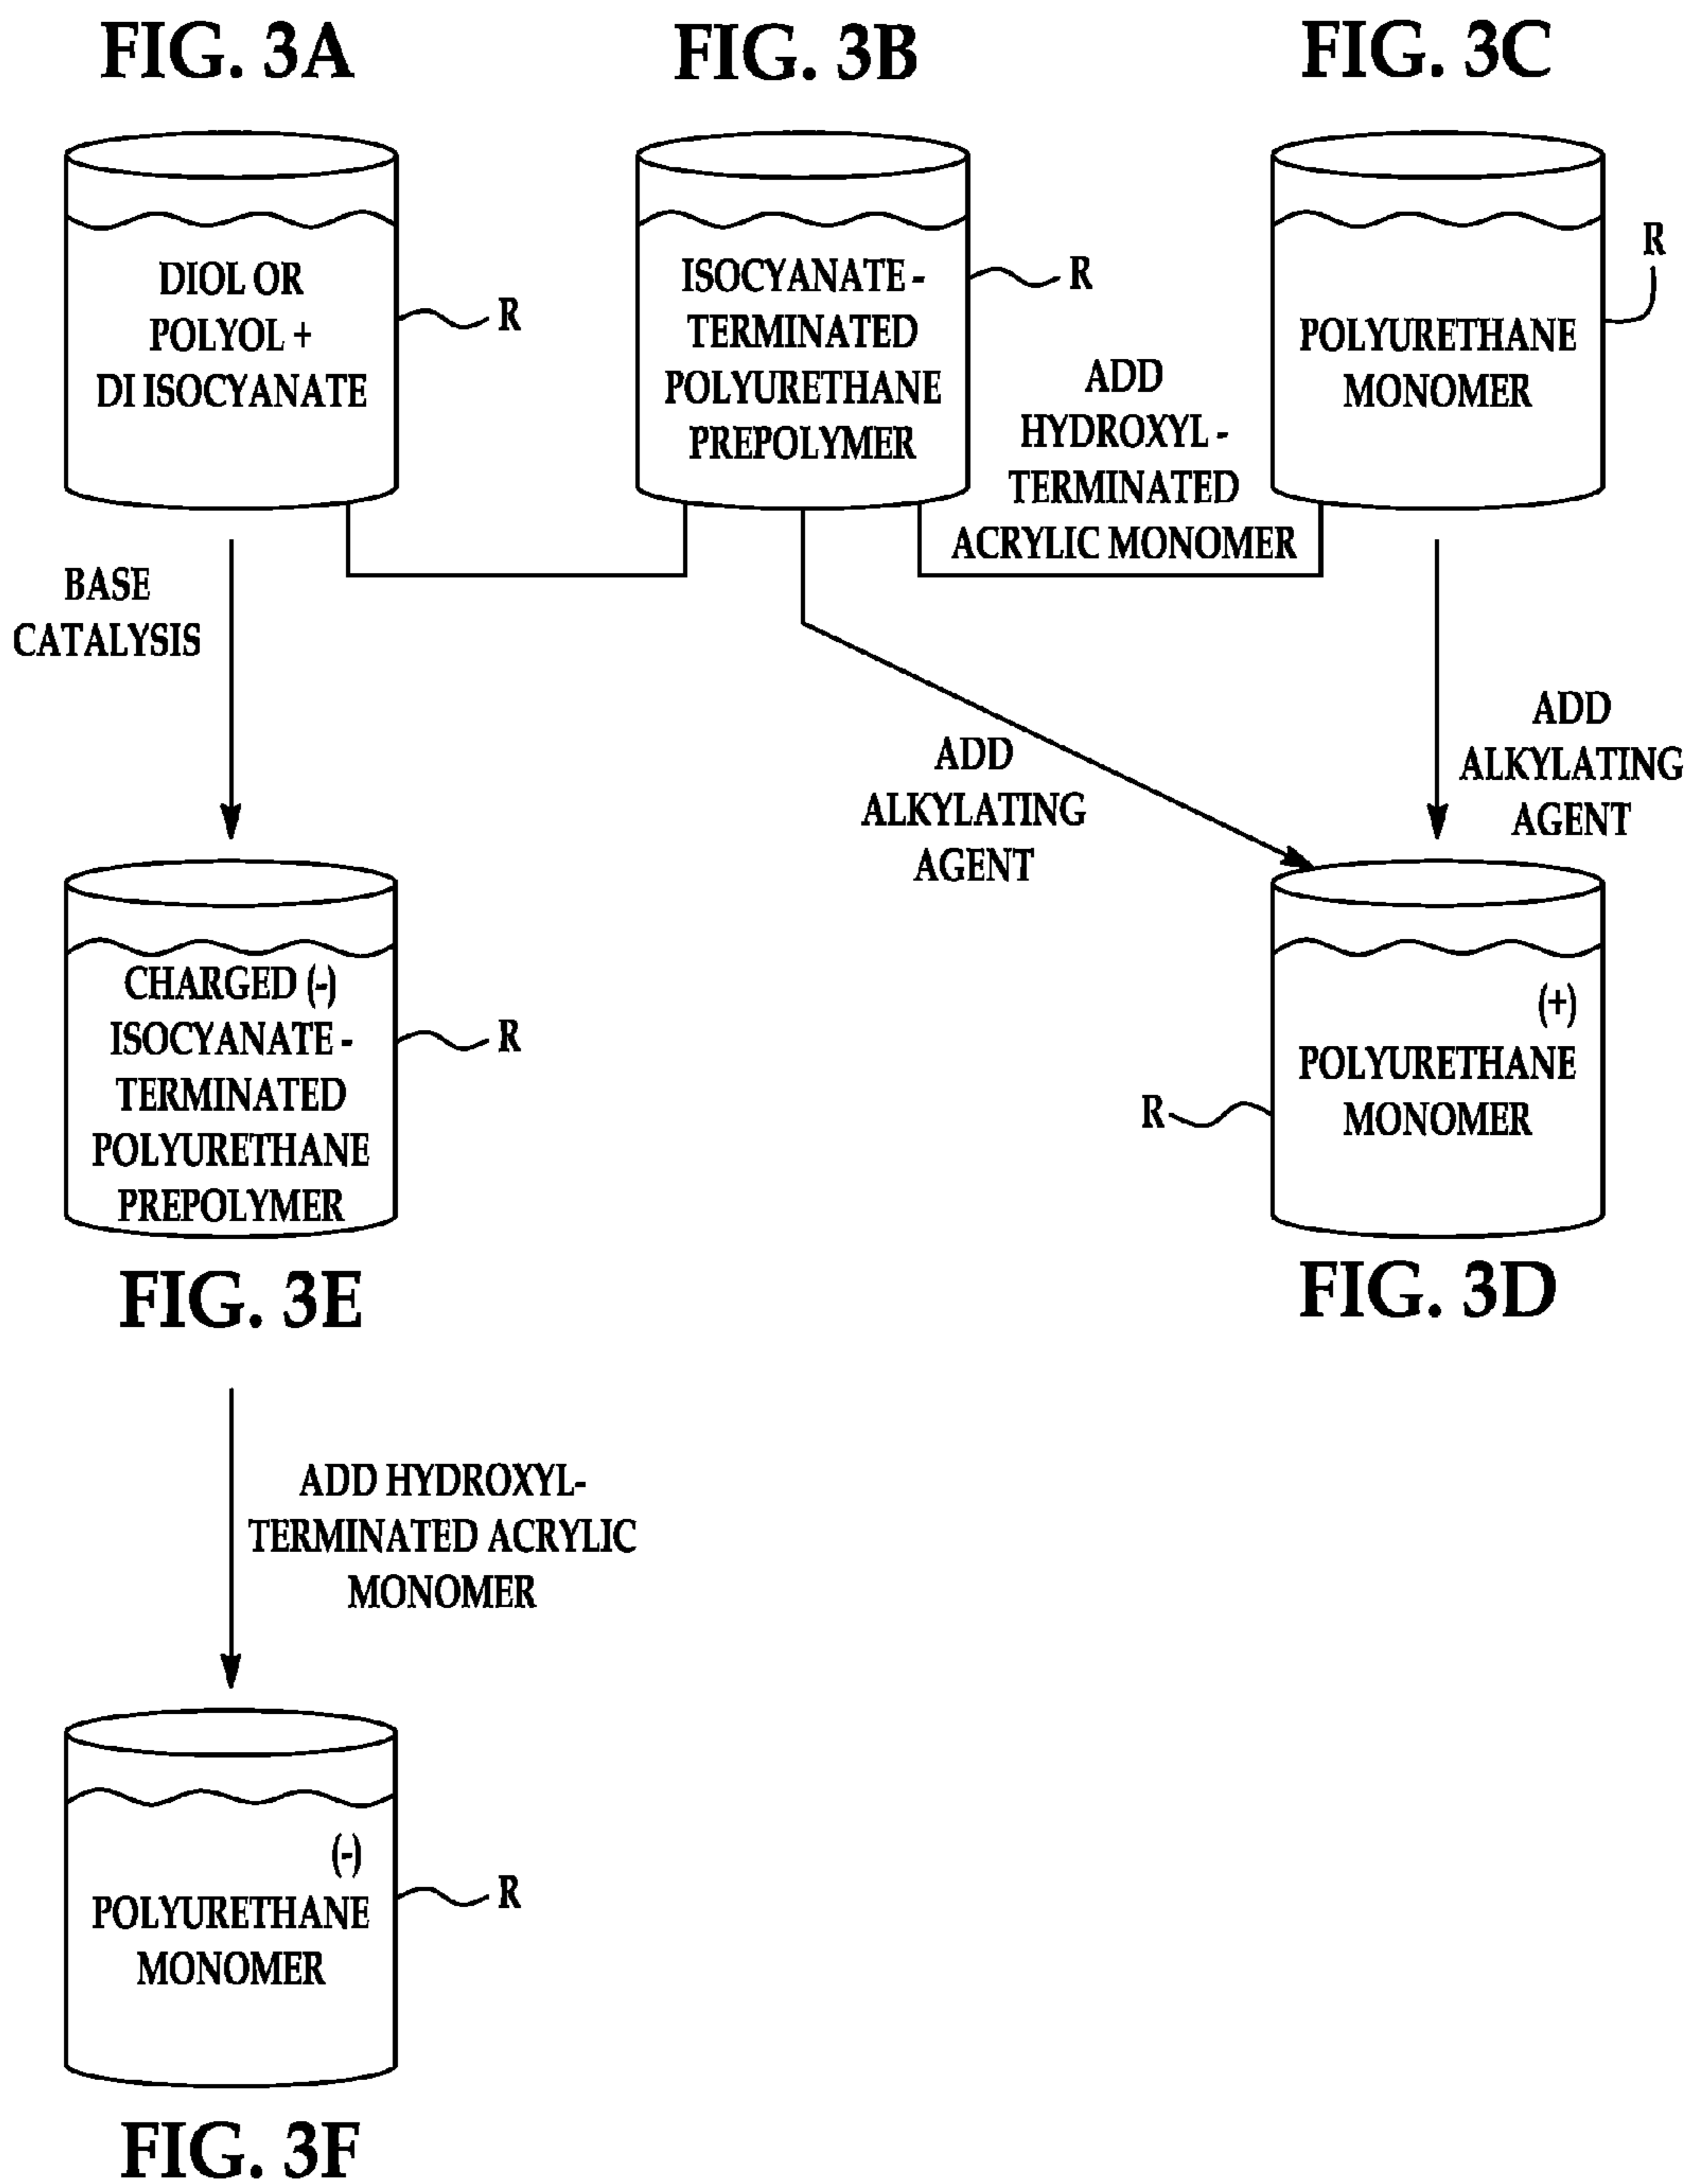 FIG. 3A
FIG. 3B
FIG. 3C
DIOL OR
POLYOL +
DI ISOCYANATE
R
ISOCYANATE -
TERMINATED
POLYURETHANE
PREPOLYMER
R
ADD
HYDROXYL -
TERMINATED
ACRYLIC MONOMER
POLYURETHANE
MONOMER
R
BASE
CATALYSIS
ADD
ALKYLATING
AGENT
ADD
ALKYLATING
AGENT
CHARGED (-)
ISOCYANATE -
TERMINATED
POLYURETHANE
PREPOLYMER
R
FIG. 3E
(+)
POLYURETHANE
MONOMER
R
FIG. 3D
ADD HYDROXYL-
TERMINATED ACRYLIC
MONOMER
(-)
POLYURETHANE
MONOMER
R
FIG. 3F